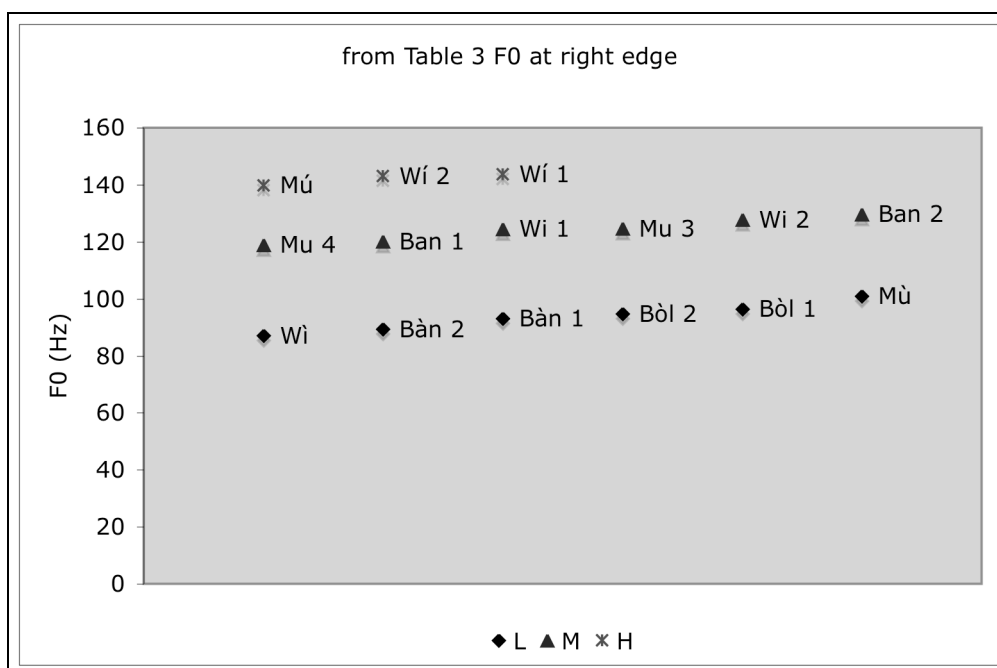 from Table 3 F0 at right edge
F0 (Hz)
160
140
120
100
80
60
40
20
0
Mú
Wí 2
Wí 1
Mu 4
Ban 1
Wi 1
Mu 3
Wi 2
Ban 2
Wì
Bàn 2
Bàn 1
Bòl 2
Bòl 1
Mù
L M H